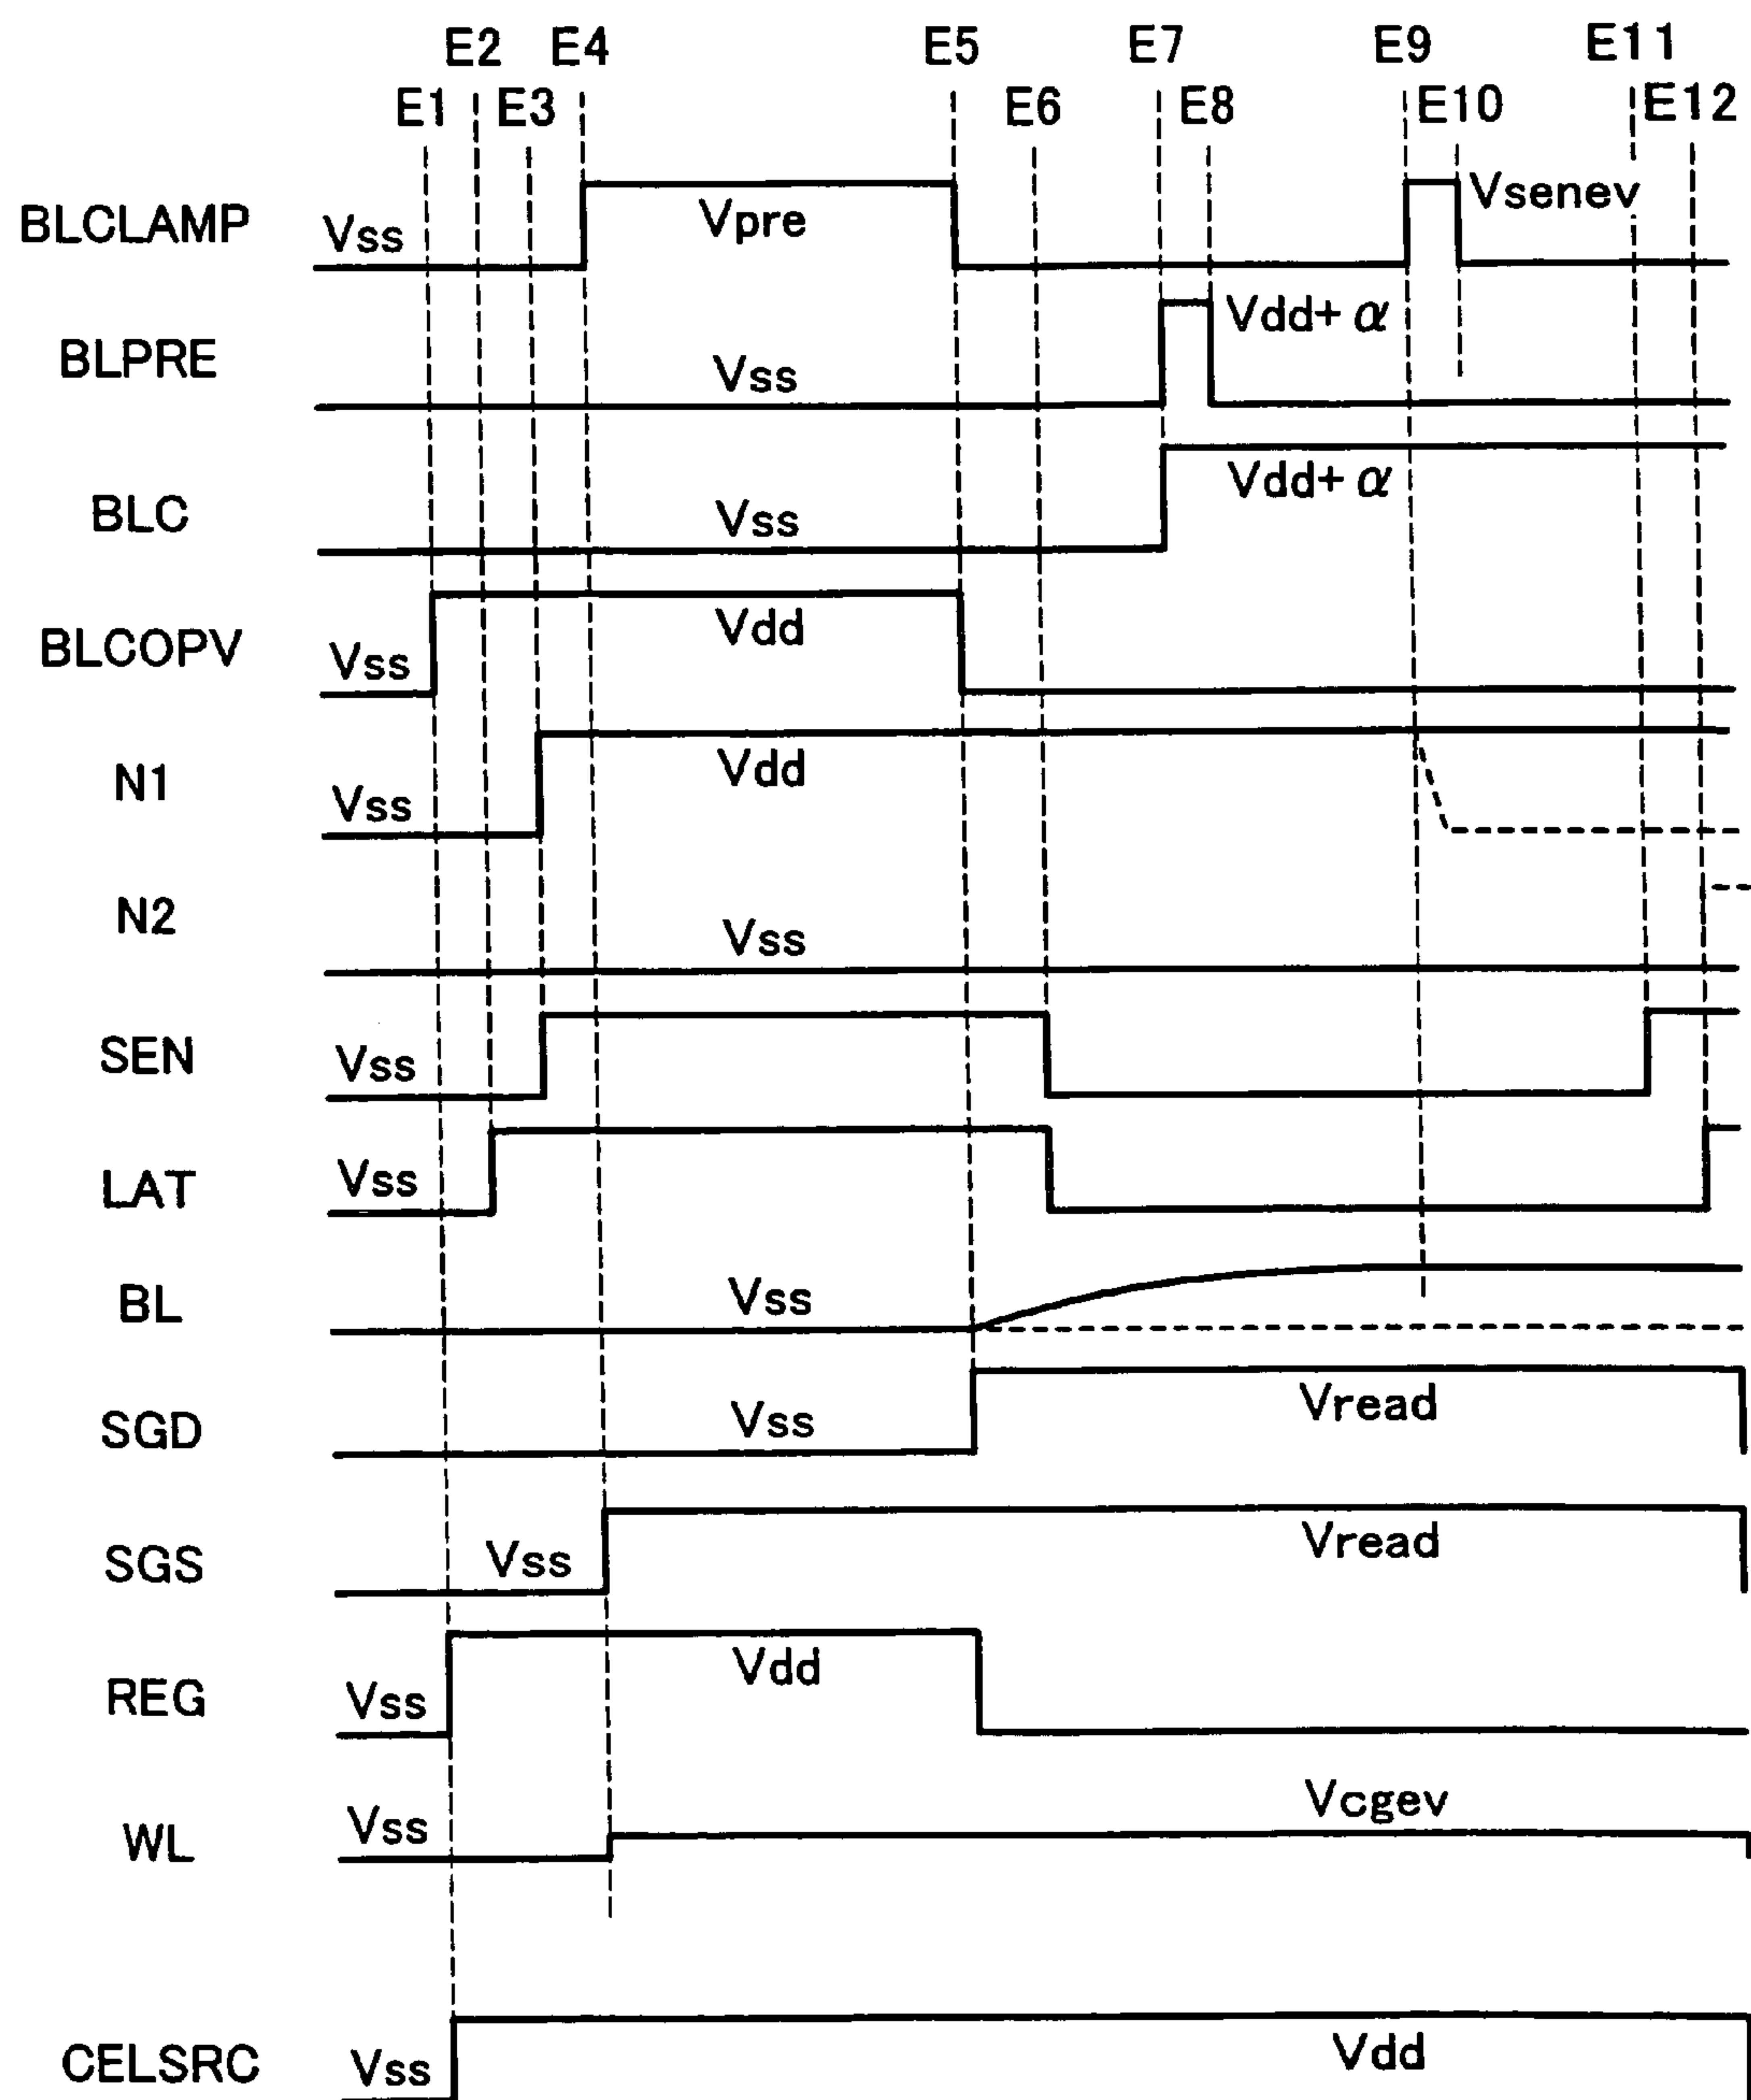 E2 E4 E5 E7 E9 E11
E1 E3 E6 E8 E10 E12
BLCLAMP Vss Vpre Vsenev
BLPRE Vss Vdd+α
BLC Vss Vdd+α
BLCOPV Vss Vdd
N1 Vss Vdd
N2 Vss
SEN Vss
LAT Vss
BL Vss
SGD Vss Vread
SGS Vss Vread
REG Vss Vdd
WL Vss Vcgev
CELSRC Vss Vdd